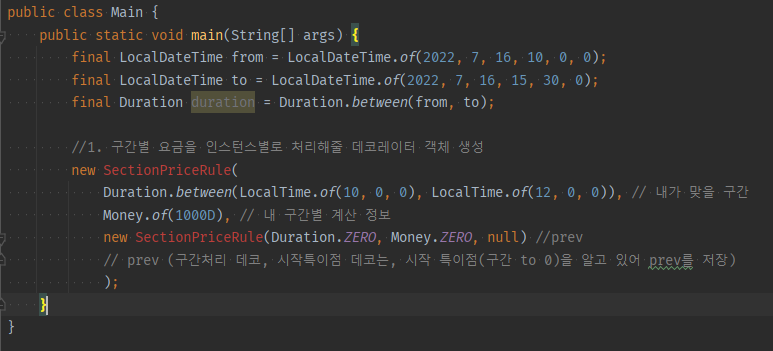 public class Main {
public static void main(String[] args) {
final LocalDateTime from = LocalDateTime.of(2022, 7, 16, 10, 0, 0);
final LocalDateTime to = LocalDateTime.of(2022, 7, 16, 15, 30, 0);
final Duration duration = Duration.between(from, to);
//1. 구간별 요금을 인스턴스별로 처리해줄 데코레이터 객체 생성
new SectionPriceRule(
Duration.between(LocalTime.of(10, 0, 0), LocalTime.of(12, 0, 0)), // 내가 맞을 구간
Money.of(1000D), // 내 구간별 계산 정보
new SectionPriceRule(Duration.ZERO, Money.ZERO, null) //prev
// prev (구간처리 데코, 시작특이점 데코는, 시작 특이점(구간 to 0)을 알고 있어 prev를 저장)
);
}
}